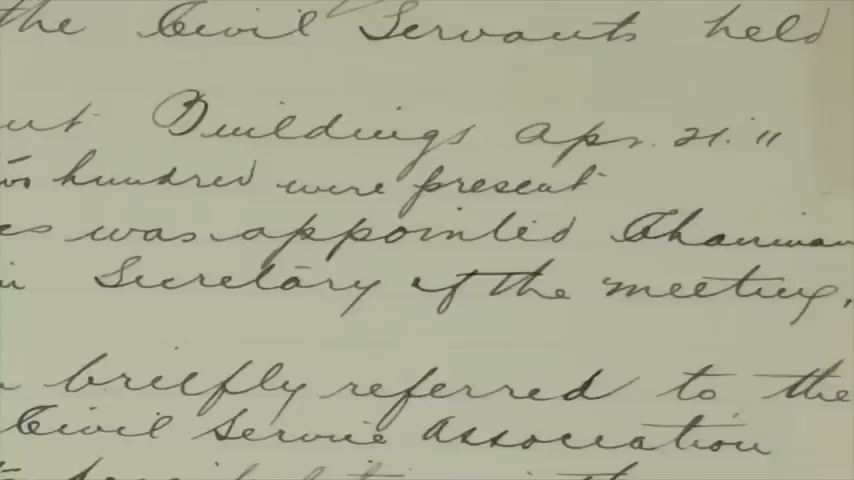 the Civil Servants held
Buildings Apr. 21. 11
hundred were present
was appointed Chairman
Secretary of the meeting.
briefly referred to the
Civil Service Association